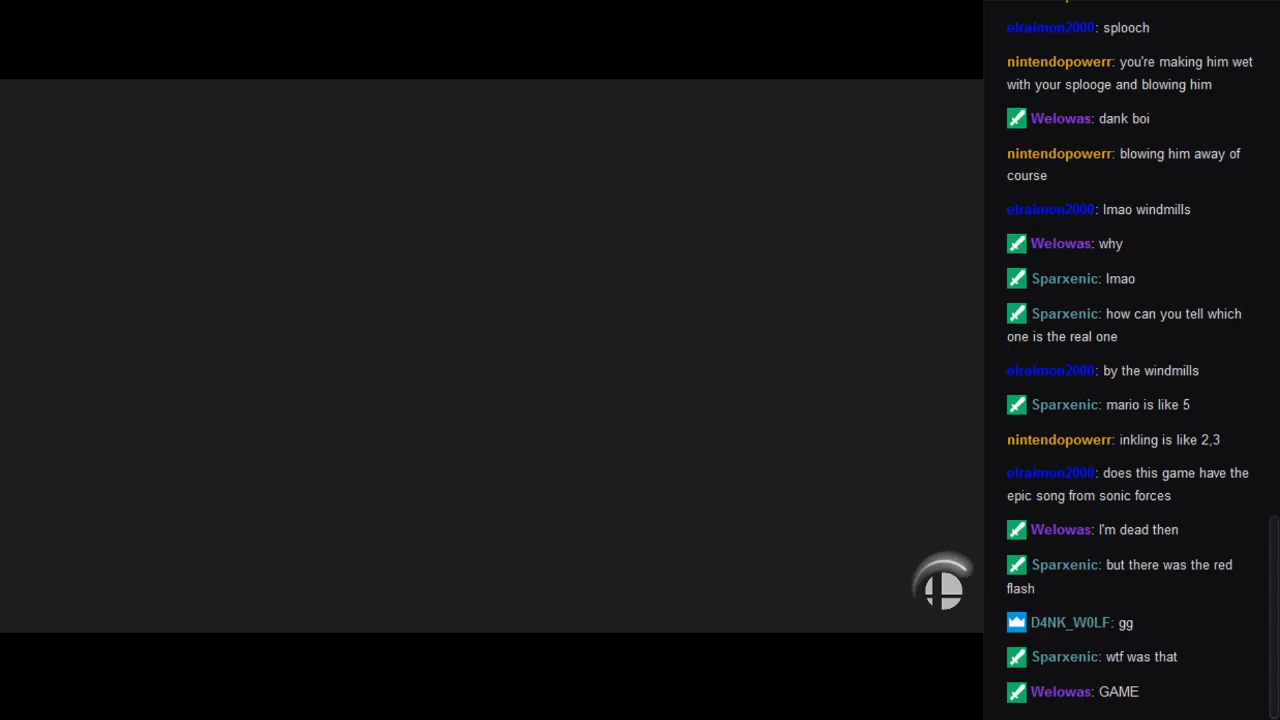 elraimon2000: splooch
nintendopowerr: you're making him wet
with your splooge and blowing him
Welowas: dank boi
nintendopowerr: blowing him away of
course
elraimon2000: lmao windmills
Welowas: why
Sparxenic: lmao
Sparxenic: how can you tell which
one is the real one
elraimon2000: by the windmills
Sparxenic: mario is like 5
nintendopowerr: inkling is like 2,3
elraimon2000: does this game have the
epic song from sonic forces
Welowas: I'm dead then
Sparxenic: but there was the red
flash
D4NK_W0LF: gg
Sparxenic: wtf was that
Welowas: GAME